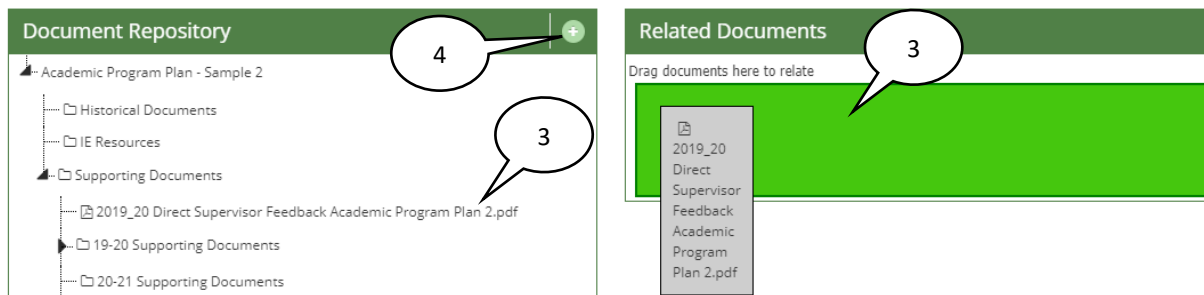 Document Repository
4
+
Academic Program Plan - Sample 2
Historical Documents
IE Resources
3
Supporting Documents
2019_20 Direct Supervisor Feedback Academic Program Plan 2.pdf
19-20 Supporting Documents
20-21 Supporting Documents
Related Documents
3
Drag documents here to relate
2019_20
Direct
Supervisor
Feedback
Academic
Program
Plan 2.pdf